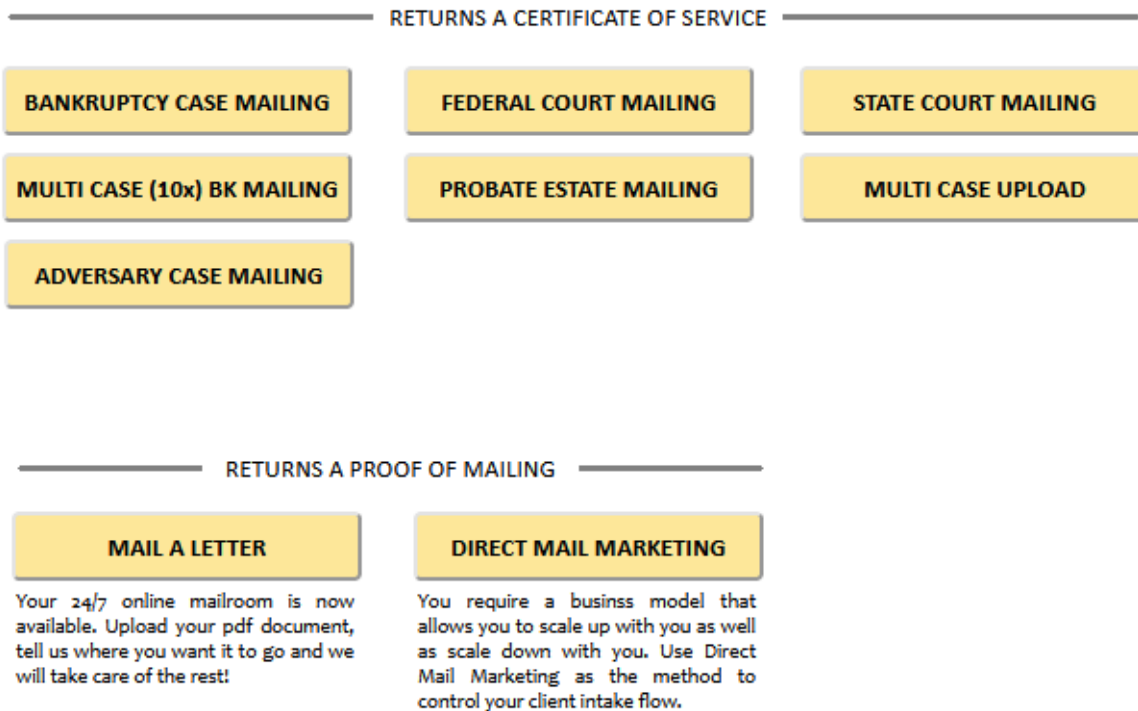 RETURNS A CERTIFICATE OF SERVICE
BANKRUPTCY CASE MAILING
FEDERAL COURT MAILING
STATE COURT MAILING
MULTI CASE (10x) BK MAILING
PROBATE ESTATE MAILING
MULTI CASE UPLOAD
ADVERSARY CASE MAILING
RETURNS A PROOF OF MAILING
MAIL A LETTER
Your 24/7 online mailroom is now
available. Upload your pdf document,
tell us where you want it to go and we
will take care of the rest!
DIRECT MAIL MARKETING
You require a businss model that
allows you to scale up with you as well
as scale down with you. Use Direct
Mail Marketing as the method to
control your client intake flow.